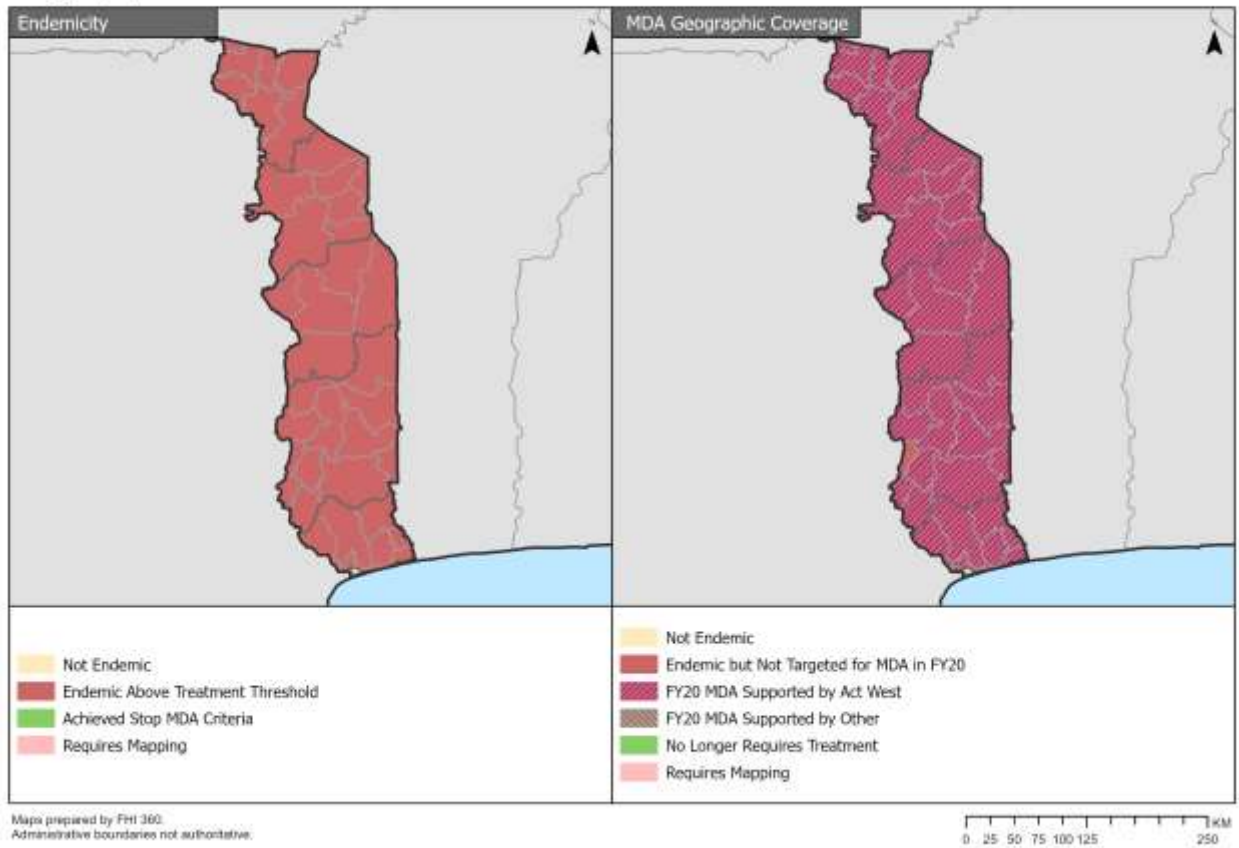 Endemicity
MDA Geographic Coverage
Not Endemic
Endemic Above Treatment Threshold
Achieved Stop MDA Criteria
Requires Mapping
Not Endemic
Endemic but Not Targeted for MDA in FY20
FY20 MDA Supported by Act West
FY20 MDA Supported by Other
No Longer Requires Treatment
Requires Mapping
Maps prepared by FHI 360.
Administrative boundaries not authoritative.
KM
0 25 50 75 100 125 250